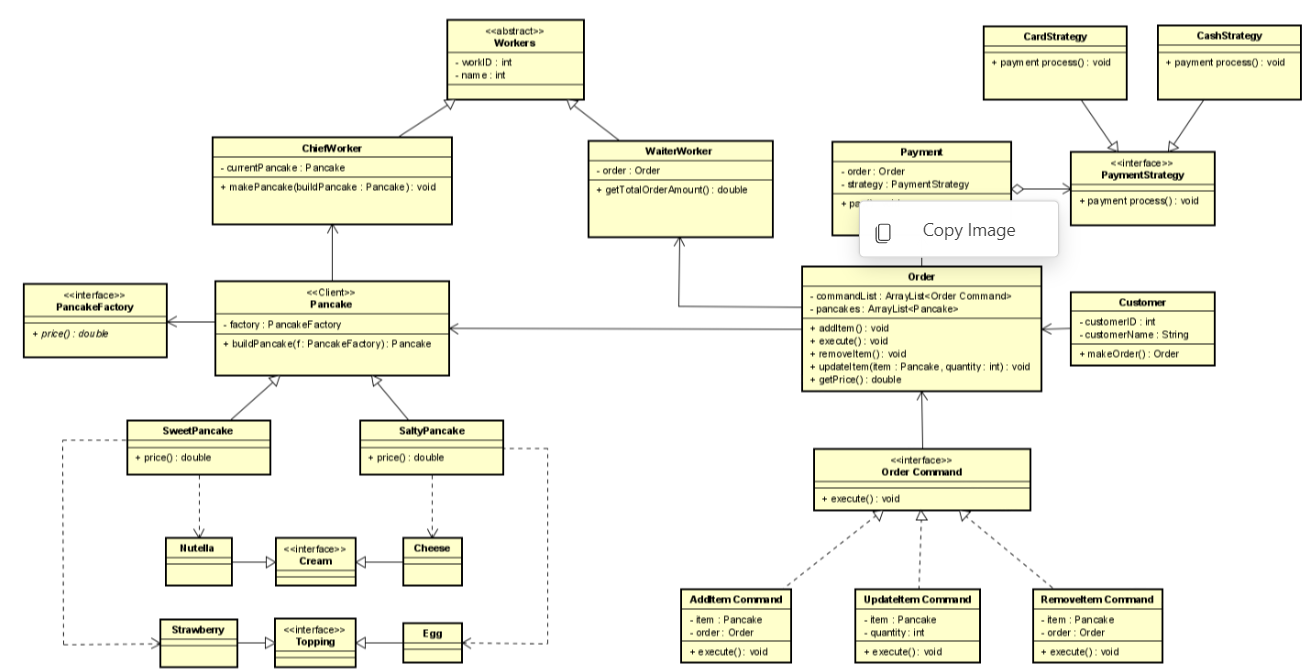 <<abstract>>
Workers
- workID : int
- name : int
CardStrategy
+ payment process() : void
CashStrategy
+ payment process() : void
ChiefWorker
- currentPancake : Pancake
+ makePancake(buildPancake : Pancake) : void
WaiterWorker
- order : Order
+ getTotalOrderAmount() : double
Payment
- order : Order
- strategy : PaymentStrategy
<<interface>>
PaymentStrategy
+ payment process() : void
Copy Image
<<interface>>
PancakeFactory
+ price() : double
<<Client>>
Pancake
- factory : PancakeFactory
+ buildPancake(f: PancakeFactory) : Pancake
Order
- commandList : ArrayList<Order Command>
- pancakes : ArrayList<Pancake>
+ addItem() : void
+ execute() : void
+ removeItem() : void
+ updateItem(item : Pancake, quantity : int) : void
+ getPrice() : double
Customer
- customerID : int
- customerName : String
+ makeOrder() : Order
SweetPancake
+ price() : double
SaltyPancake
+ price() : double
<<interface>>
Order Command
+ execute() : void
Nutella
<<interface>>
Cream
Cheese
Strawberry
<<interface>>
Topping
Egg
AddItem Command
- item : Pancake
- order : Order
+ execute() : void
UpdateItem Command
- item : Pancake
- quantity : int
+ execute() : void
RemoveItem Command
- item : Pancake
- order : Order
+ execute() : void